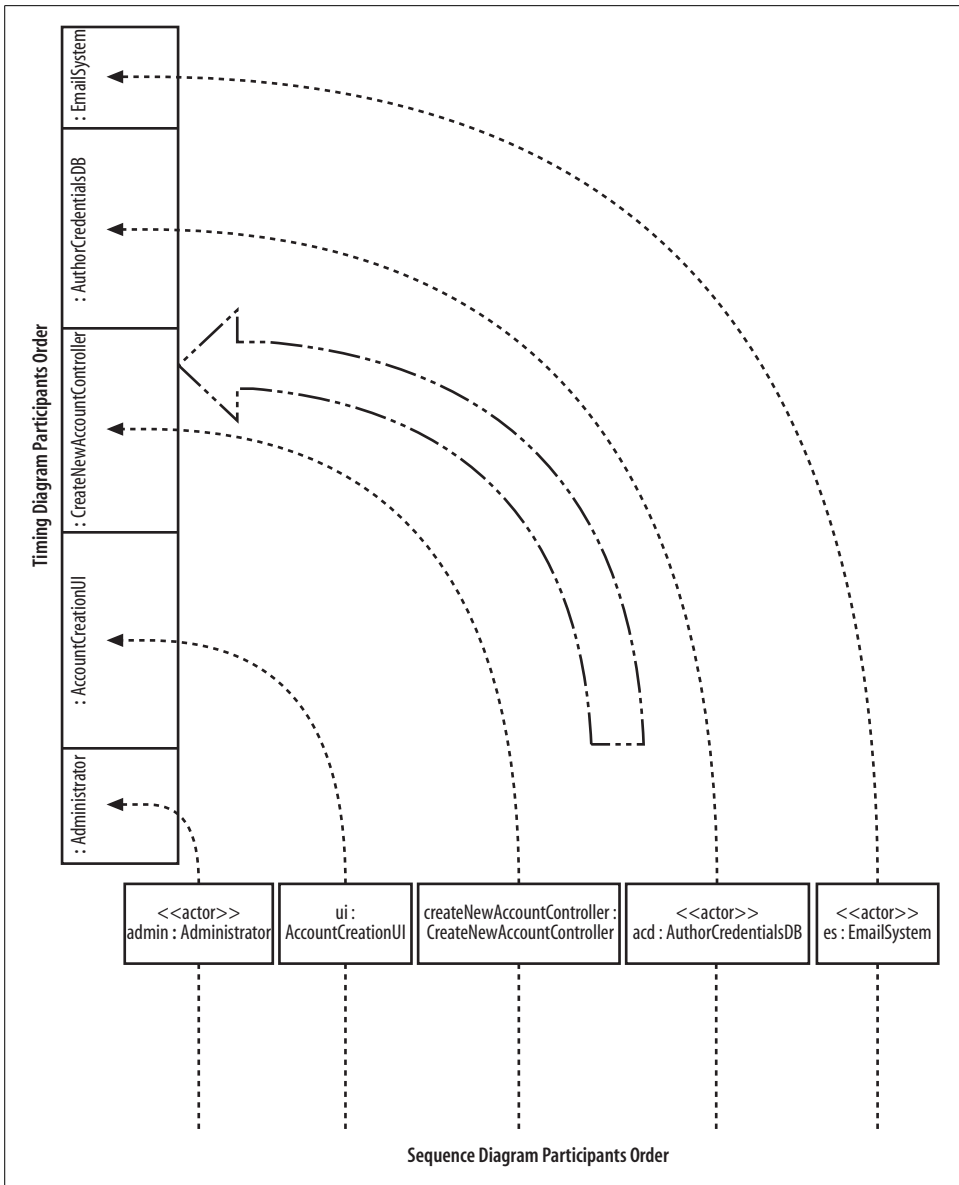 Timing Diagram Participants Order
: EmailSystem
: AuthorCredentialsDB
: CreateNewAccountController
: AccountCreationUI
: Administrator
<<actor>>
admin : Administrator
ui :
AccountCreationUI
createNewAccountController :
CreateNewAccountController
<<actor>>
acd : AuthorCredentialsDB
<<actor>>
es : EmailSystem
Sequence Diagram Participants Order